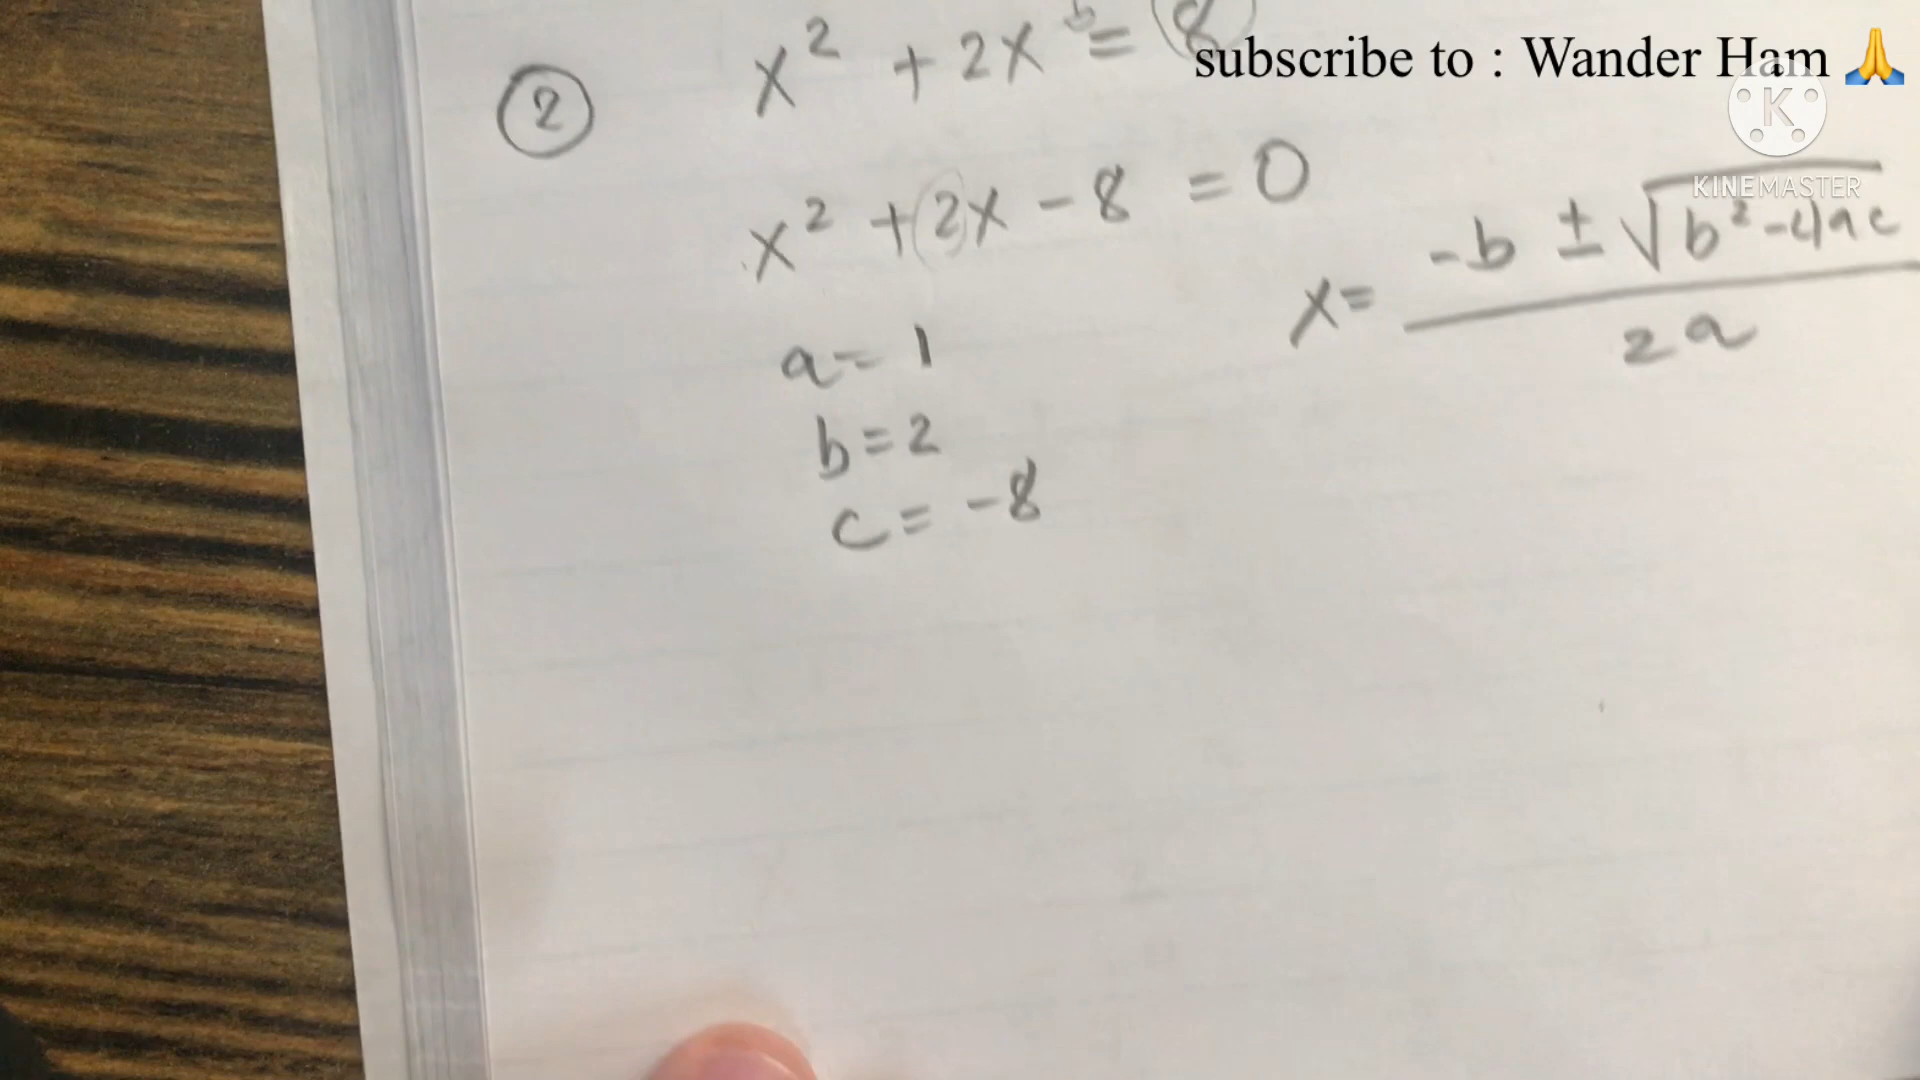 ② x² + 2x = 8
subscribe to : Wander Ham 🙏
K
KINEMASTER
x² + 2x - 8 = 0
x = -b ± √b² - 4ac
2a
a = 1
b = 2
c = -8